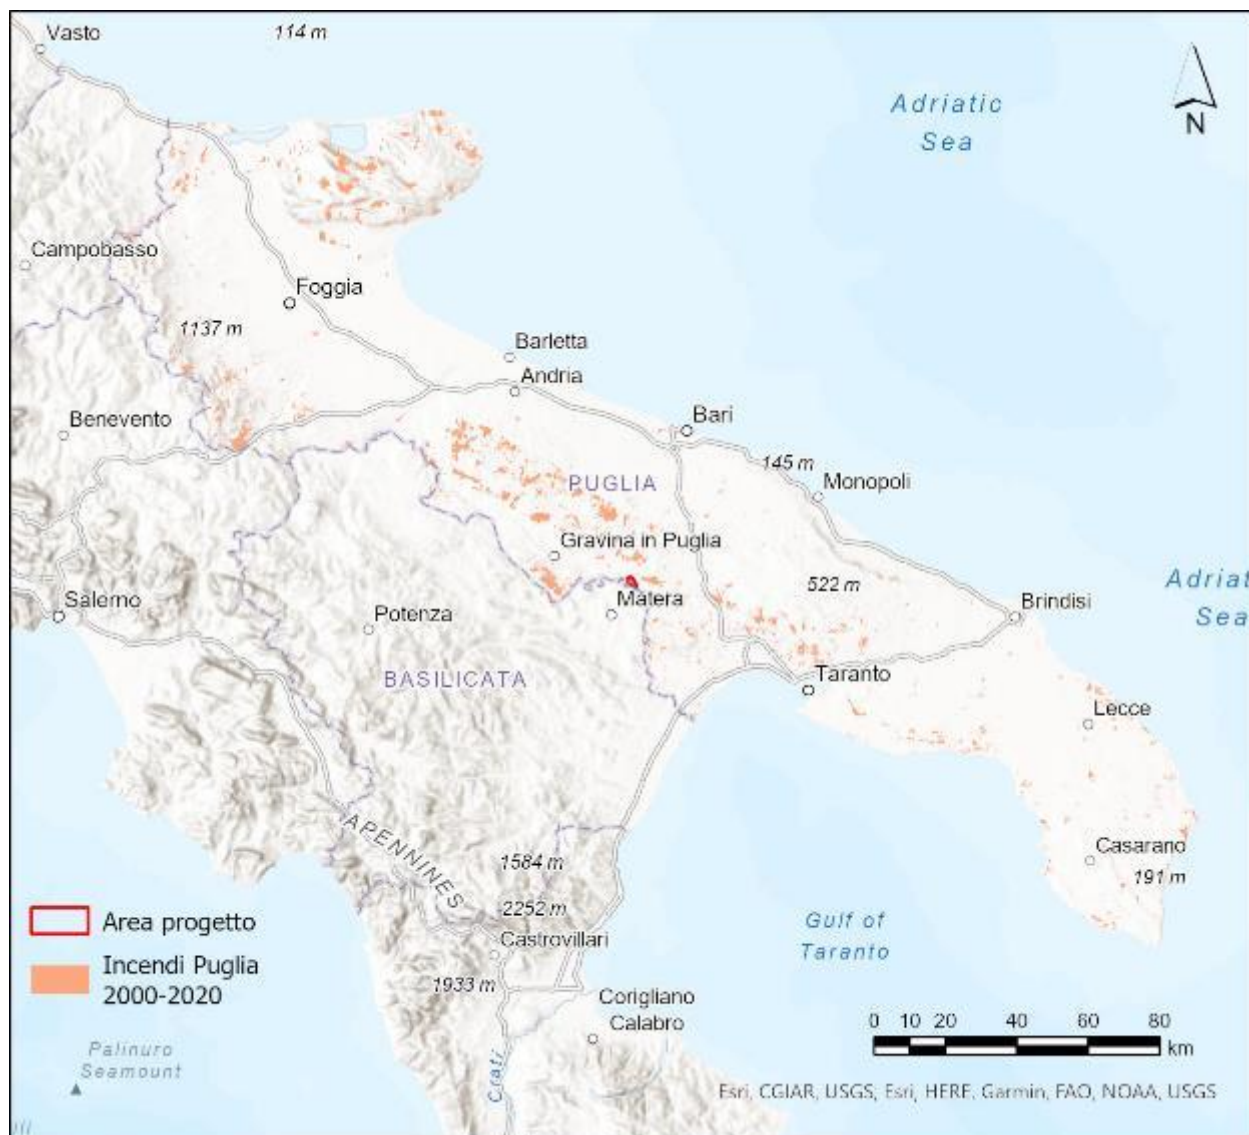 Vasto
114 m
Adriatic
Sea
N
Campobasso
Foggia
1137 m
Barletta
Andria
Benevento
Bari
145 m
PUGLIA
Monopoli
Gravina in Puglia
522 m
Adriat
Sea
Salerno
Potenza
Matera
Brindisi
BASILICATA
Taranto
Lecce
APENNINES
1584 m
Casarano
191 m
2252 m
Gulf of
Taranto
Castrovillari
1933 m
Corigliano
Calabro
Crati
Area progetto
Incendi Puglia
2000-2020
Palinuro
Seamount
0 10 20 40 60 80
km
Esri, CGIAR, USGS, Esri, HERE, Garmin, FAO, NOAA, USGS